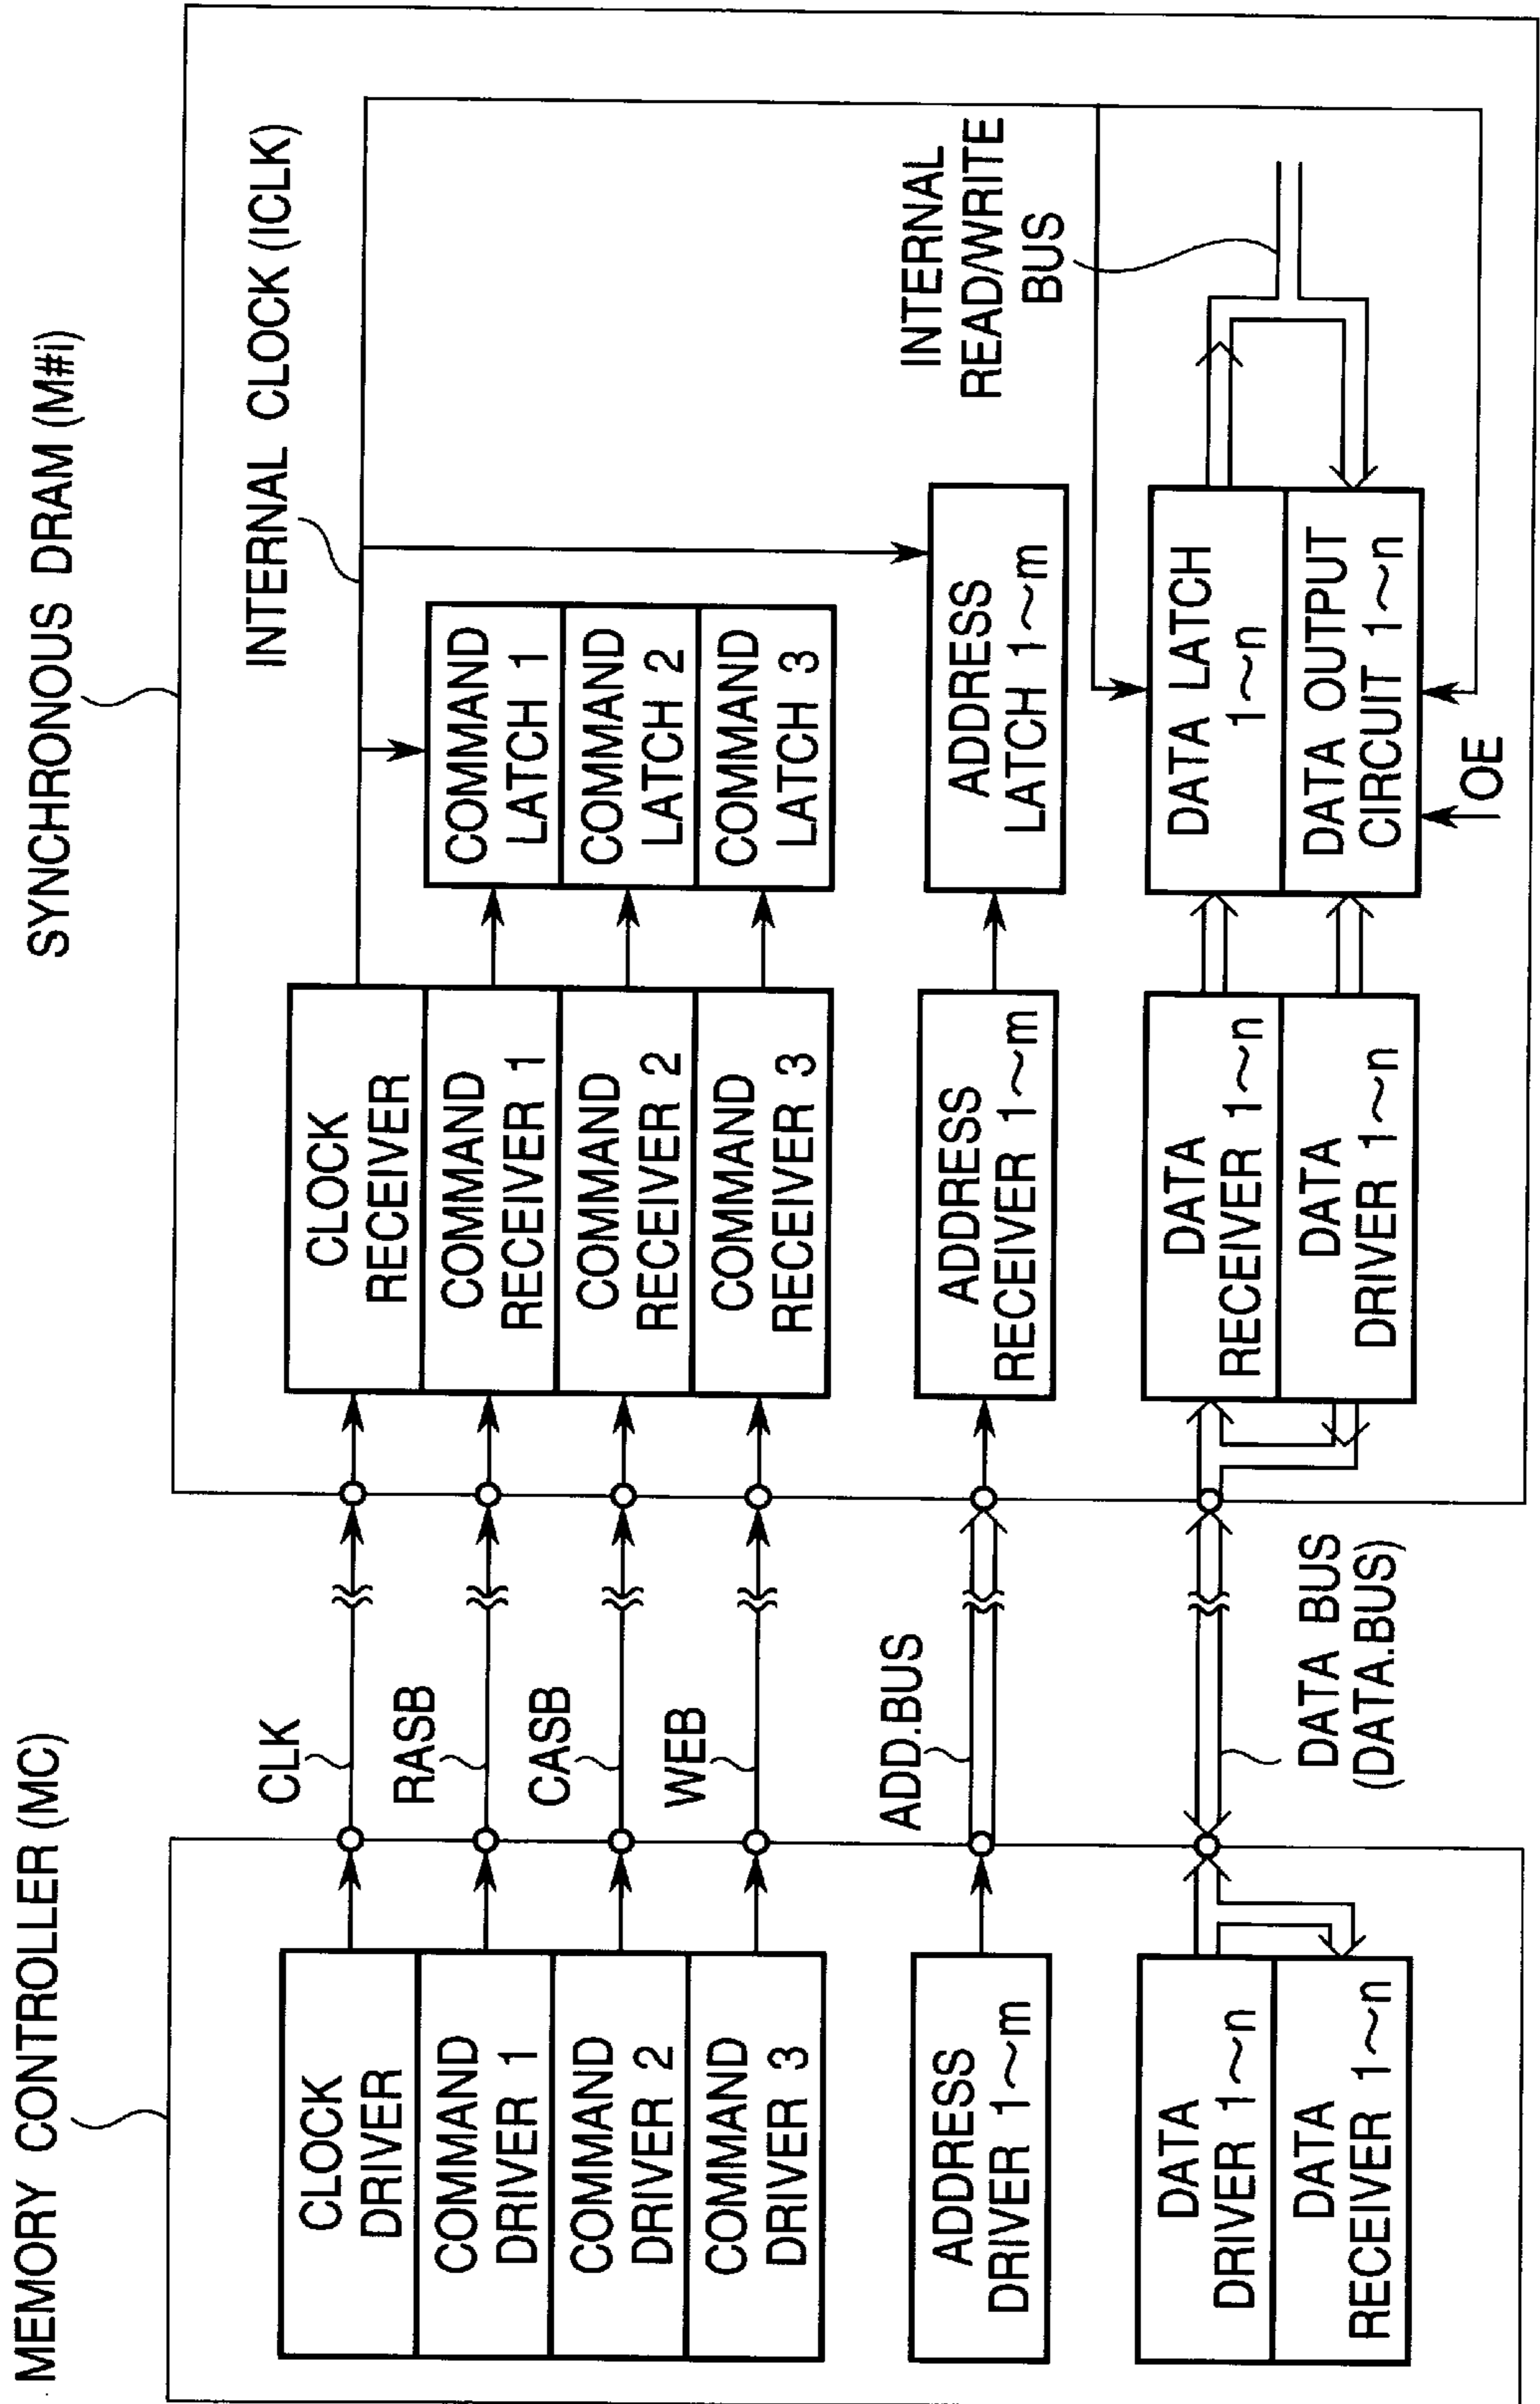 MEMORY CONTROLLER (MC)
CLOCK
DRIVER
COMMAND
DRIVER 1
COMMAND
DRIVER 2
COMMAND
DRIVER 3
ADDRESS
DRIVER 1~m
DATA
DRIVER 1~n
DATA
RECEIVER 1~n
CLK
RASB
CASB
WEB
ADD.BUS
DATA BUS
(DATA.BUS)
SYNCHRONOUS DRAM (M#i)
CLOCK
RECEIVER
COMMAND
RECEIVER 1
COMMAND
RECEIVER 2
COMMAND
RECEIVER 3
ADDRESS
RECEIVER 1~m
DATA
RECEIVER 1~n
DATA
DRIVER 1~n
INTERNAL CLOCK (ICLK)
COMMAND
LATCH 1
COMMAND
LATCH 2
COMMAND
LATCH 3
ADDRESS
LATCH 1~m
DATA LATCH
1~n
DATA OUTPUT
CIRCUIT 1~n
OE
INTERNAL
READ/WRITE
BUS